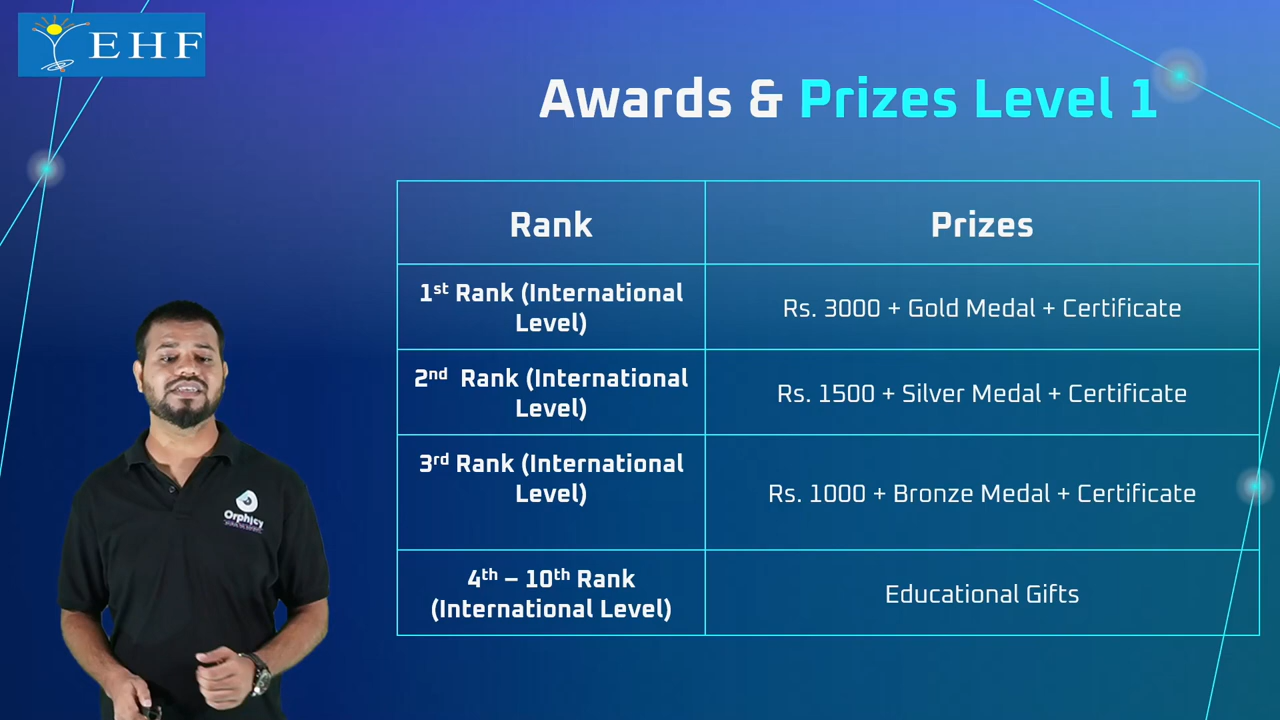 EHF
Awards & Prizes Level 1
Rank
Prizes
1st Rank (International
Level)
Rs. 3000 + Gold Medal + Certificate
2nd Rank (International
Level)
Rs. 1500 + Silver Medal + Certificate
3rd Rank (International
Level)
Rs. 1000 + Bronze Medal + Certificate
4th – 10th Rank
(International Level)
Educational Gifts
Orphicy